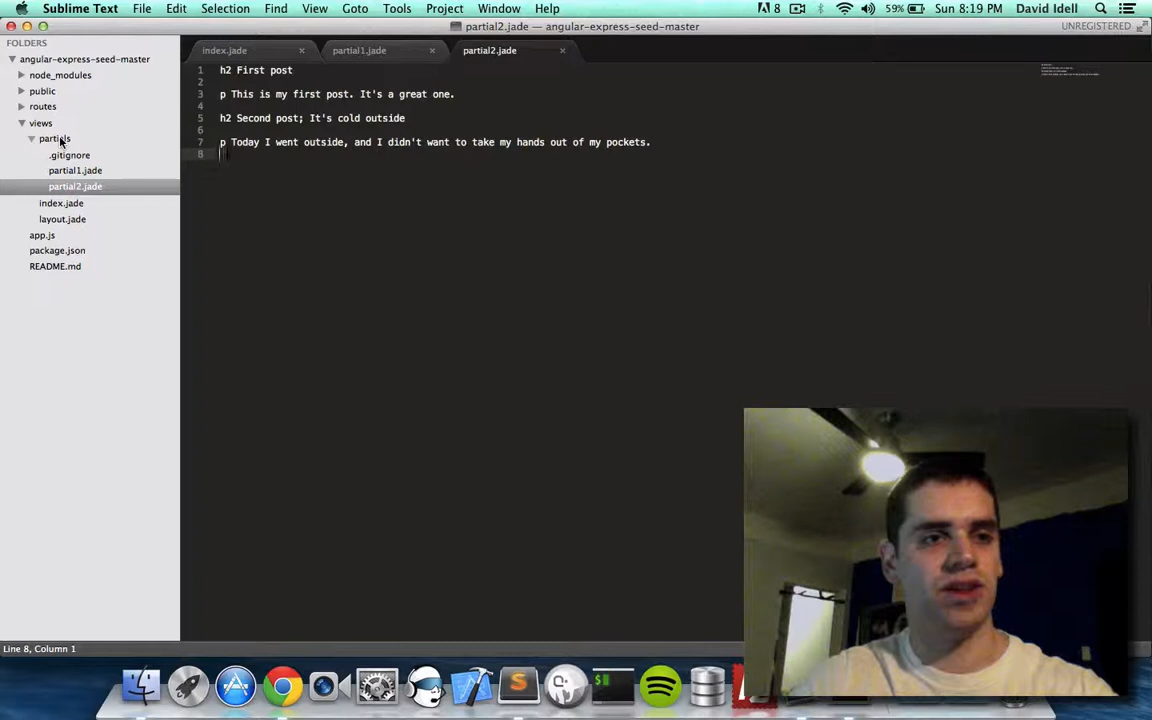 Sublime Text File Edit Selection Find View Goto Tools Project Window Help 8 59% Sun 8:19 PM David Idell
partial2.jade — angular-express-seed-master UNREGISTERED
FOLDERS
angular-express-seed-master
node_modules
public
routes
views
partials
.gitignore
partial1.jade
partial2.jade
index.jade
layout.jade
app.js
package.json
README.md
index.jade × partial1.jade × partial2.jade ×
1 h2 First post
2
3 p This is my first post. It's a great one.
4
5 h2 Second post; It's cold outside
6
7 p Today I went outside, and I didn't want to take my hands out of my pockets.
8
Line 8, Column 1